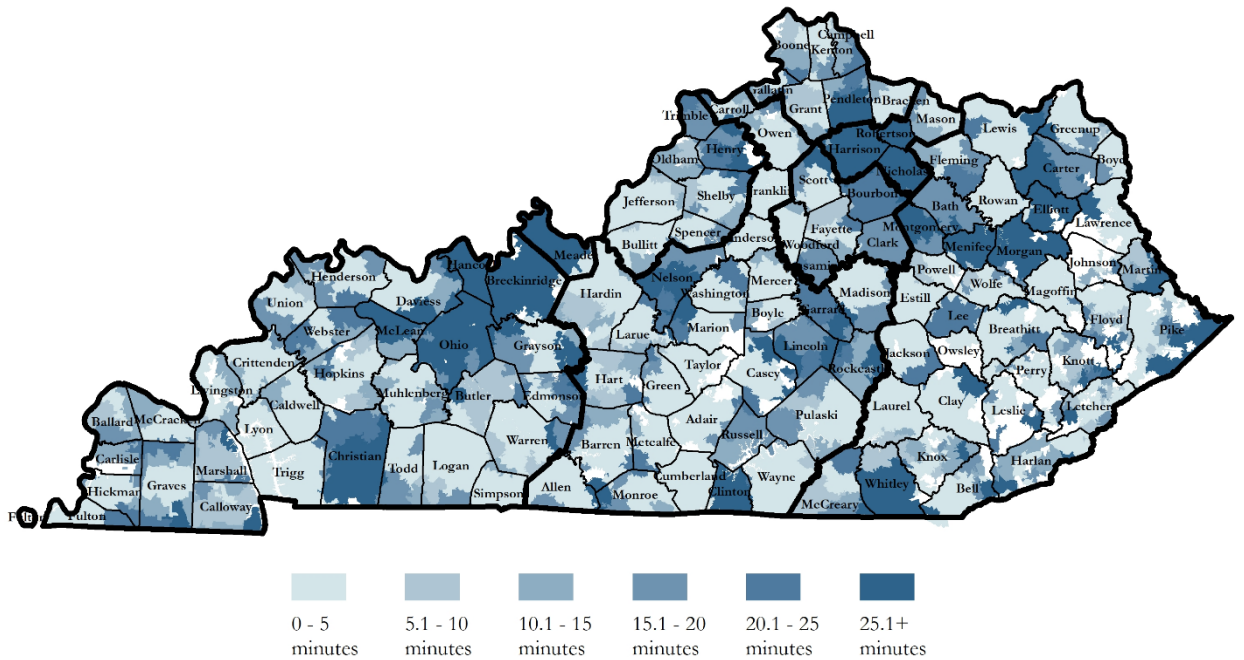 Campbell
Boone
Kenton
Gallatin
Pendleton
Carroll
Grant
Bracken
Trimble
Mason
Owen
Lewis
Robertson
Greenup
Henry
Harrison
Oldham
Fleming
Boyd
Nicholas
Carter
Scott
Franklin
Bourbon
Shelby
Bath
Rowan
Elliott
Jefferson
Lawrence
Fayette
Montgomery
Spencer
Anderson
Woodford
Clark
Bullitt
Menifee
Morgan
Meade
Johnson
Hancock
Powell
Martin
Henderson
Nelson
Breckinridge
Mercer
Wolfe
Washington
Madison
Magoffin
Hardin
Estill
Union
Daviess
Garrard
Boyle
Lee
Floyd
Marion
Breathitt
Pike
Webster
McLean
Larue
Ohio
Grayson
Lincoln
Jackson
Owsley
Knott
Crittenden
Taylor
Hart
Casey
Rockcastle
Perry
Hopkins
Green
Livingston
Muhlenberg
Butler
Edmonson
Clay
Caldwell
Laurel
Leslie
Letcher
Pulaski
Ballard
McCracken
Adair
Lyon
Russell
Warren
Barren
Metcalfe
Christian
Knox
Carlisle
Harlan
Marshall
Todd
Logan
Trigg
Cumberland
Wayne
Whitley
Graves
Allen
Clinton
Bell
Hickman
Simpson
Monroe
McCreary
Calloway
Fulton
Fulton
0 - 5
minutes
5.1 - 10
minutes
10.1 - 15
minutes
15.1 - 20
minutes
20.1 - 25
minutes
25.1+
minutes